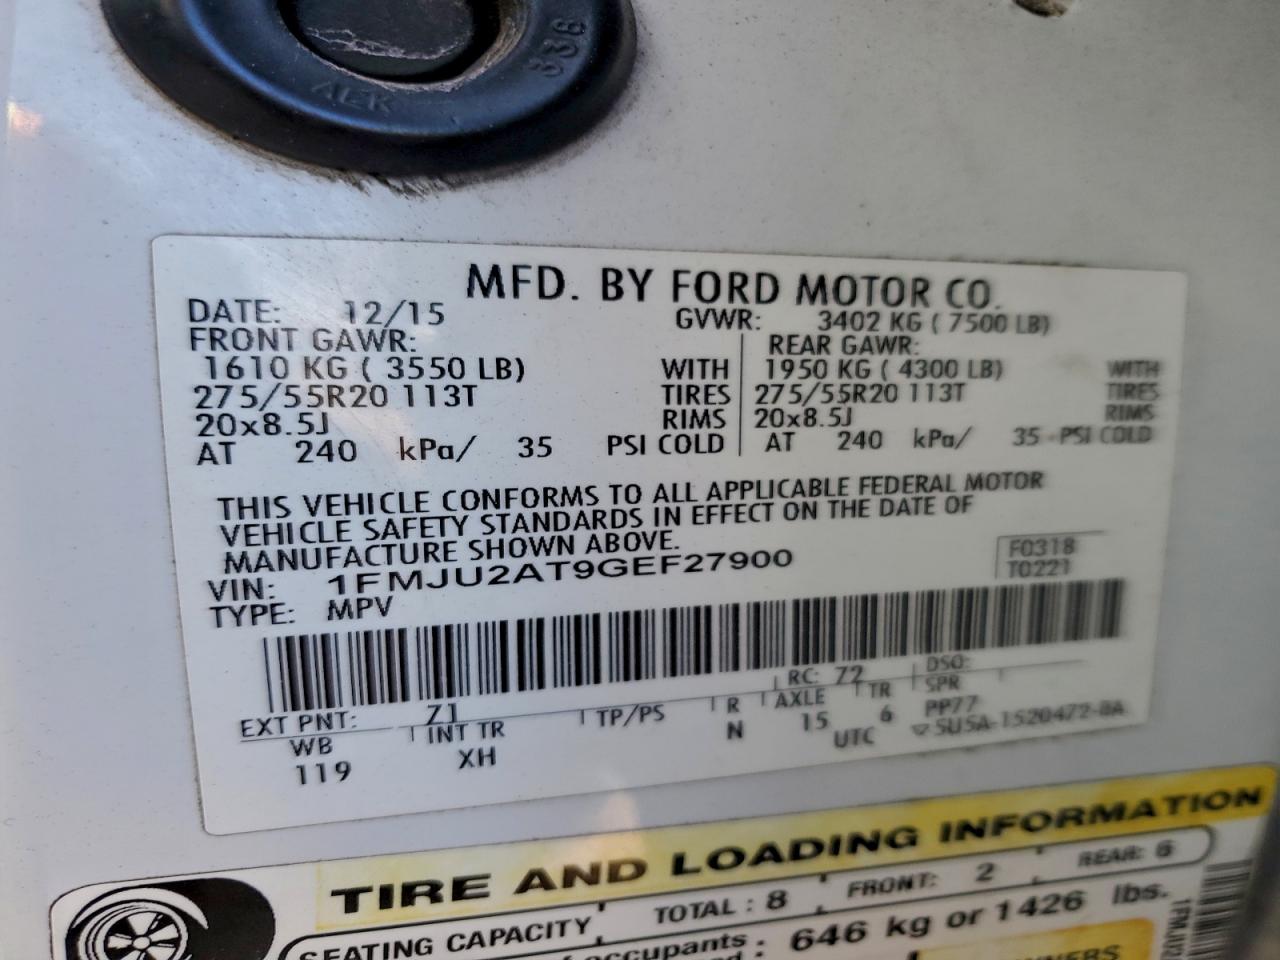 338
ALK
MFD. BY FORD MOTOR CO.
DATE: 12/15 GVWR: 3402 KG ( 7500 LB)
FRONT GAWR: REAR GAWR:
1610 KG ( 3550 LB) WITH 1950 KG ( 4300 LB) WITH
275/55R20 113T TIRES 275/55R20 113T TIRES
20x8.5J RIMS 20x8.5J RIMS
AT 240 kPa/ 35 PSI COLD AT 240 kPa/ 35 PSI COLD
THIS VEHICLE CONFORMS TO ALL APPLICABLE FEDERAL MOTOR
VEHICLE SAFETY STANDARDS IN EFFECT ON THE DATE OF
MANUFACTURE SHOWN ABOVE.
VIN: 1FMJU2AT9GEF27900
F0318
T0221
TYPE: MPV
EXT PNT: Z1 RC: 72 DSO:
WB INT TR TP/PS R AXLE TR SPR
119 XH N 15 6 PP77
UTC ▽5U5A-1520472-BA
TIRE AND LOADING INFORMATION
SEATING CAPACITY TOTAL : 8 FRONT: 2 REAR: 6
occupants : 646 kg or 1426 lbs.